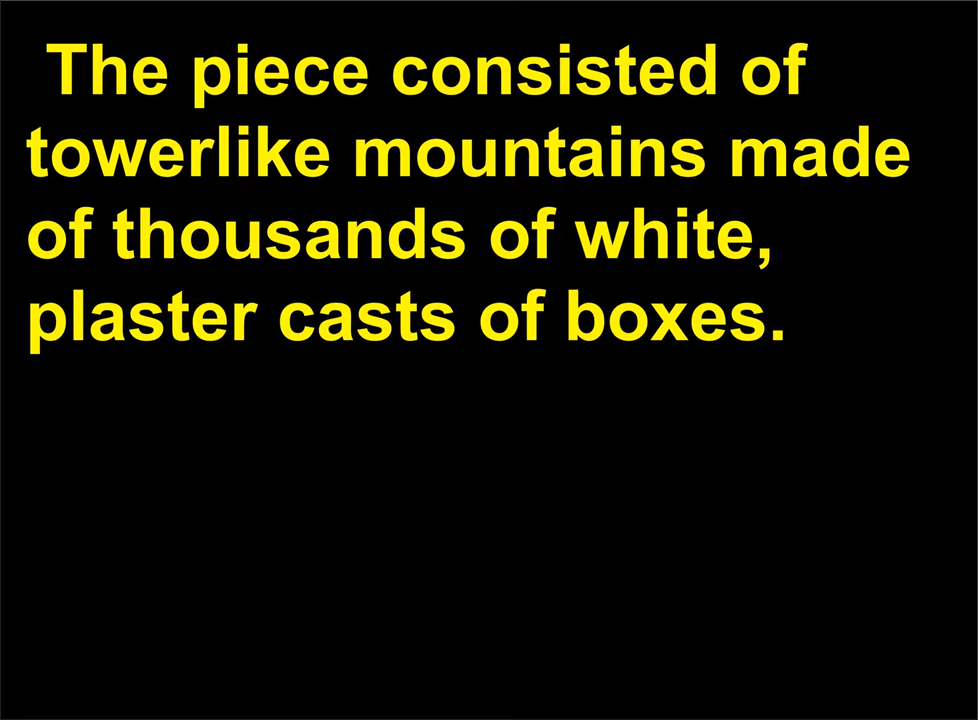 The piece consisted of
towerlike mountains made
of thousands of white,
plaster casts of boxes.